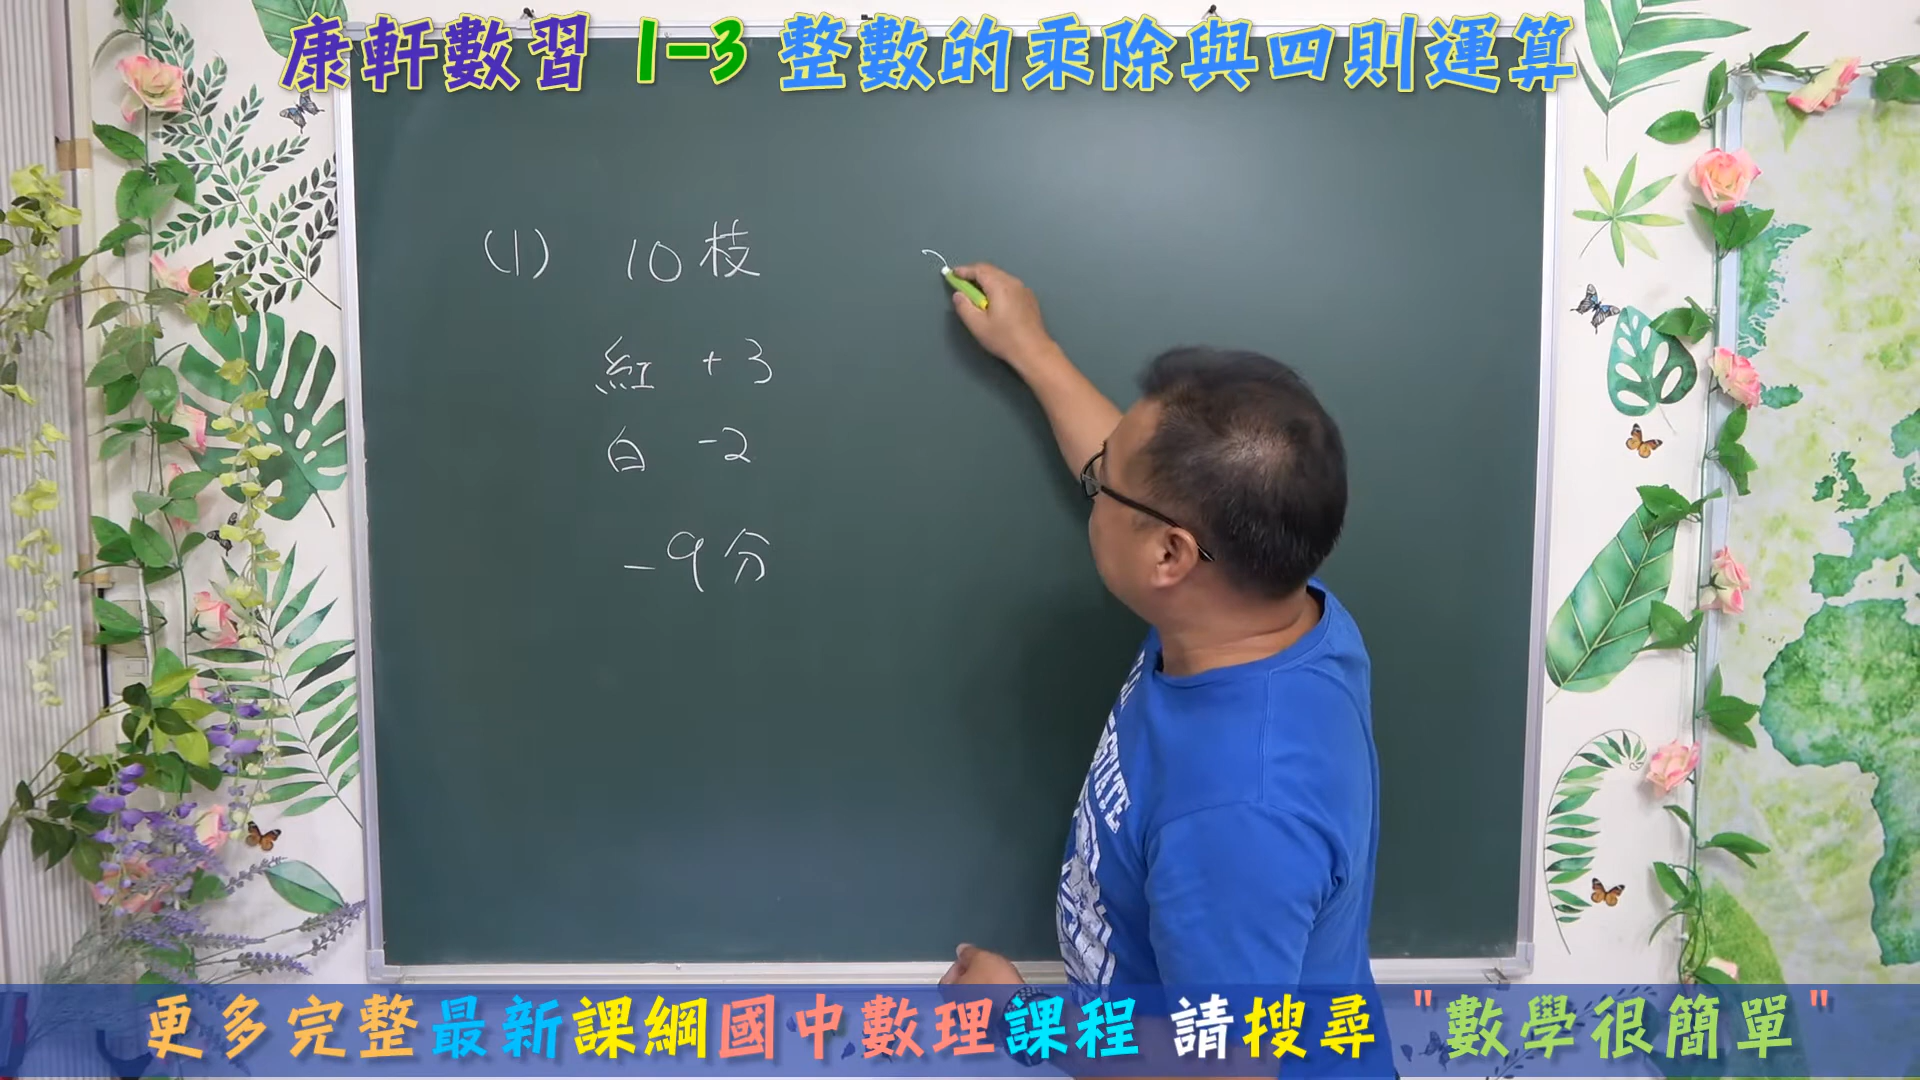 康軒數習 1-3 整數的乘除與四則運算
(1) 10枝
紅 +3
白 -2
-9分
STATE
更多完整最新課綱國中數理課程 請搜尋 "數學很簡單"